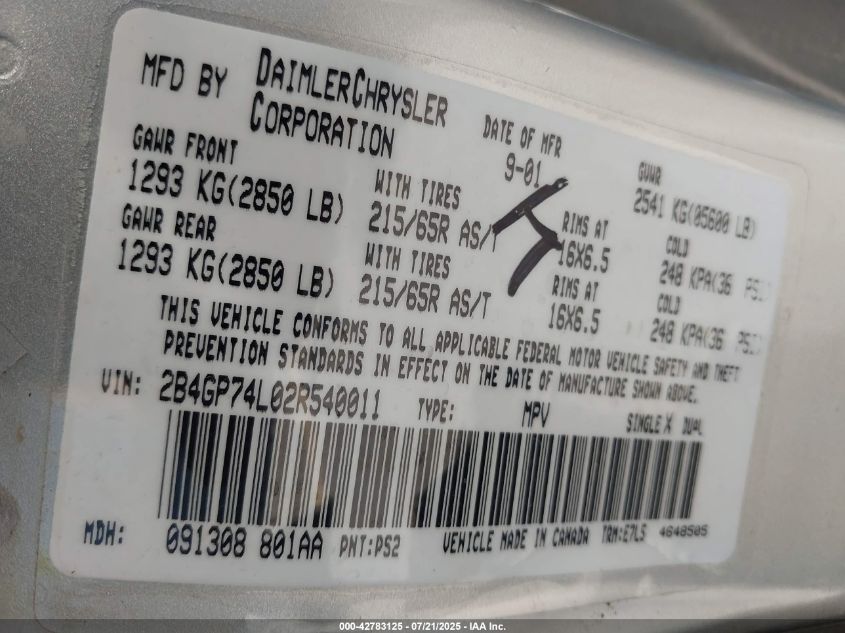 MFD BY DAIMLERCHRYSLER CORPORATION
DATE OF MFR 9-01
GVWR 2541 KG(05600 LB)
GAWR FRONT 1293 KG(2850 LB)
WITH TIRES 215/65R AS/T
RIMS AT 16X6.5
COLD 248 KPA(36 PSI)
GAWR REAR 1293 KG(2850 LB)
WITH TIRES 215/65R AS/T
RIMS AT 16X6.5
COLD 248 KPA(36 PSI)
THIS VEHICLE CONFORMS TO ALL APPLICABLE FEDERAL MOTOR VEHICLE SAFETY AND THEFT
PREVENTION STANDARDS IN EFFECT ON THE DATE OF MANUFACTURE SHOWN ABOVE.
VIN: 2B4GP74L02R540011 TYPE: MPV SINGLE X DUAL
MDH: 091308 801AA PNT:PS2 VEHICLE MADE IN CANADA TRM:E7L5 4648505
000-42783125 - 07/21/2025 - IAA Inc.